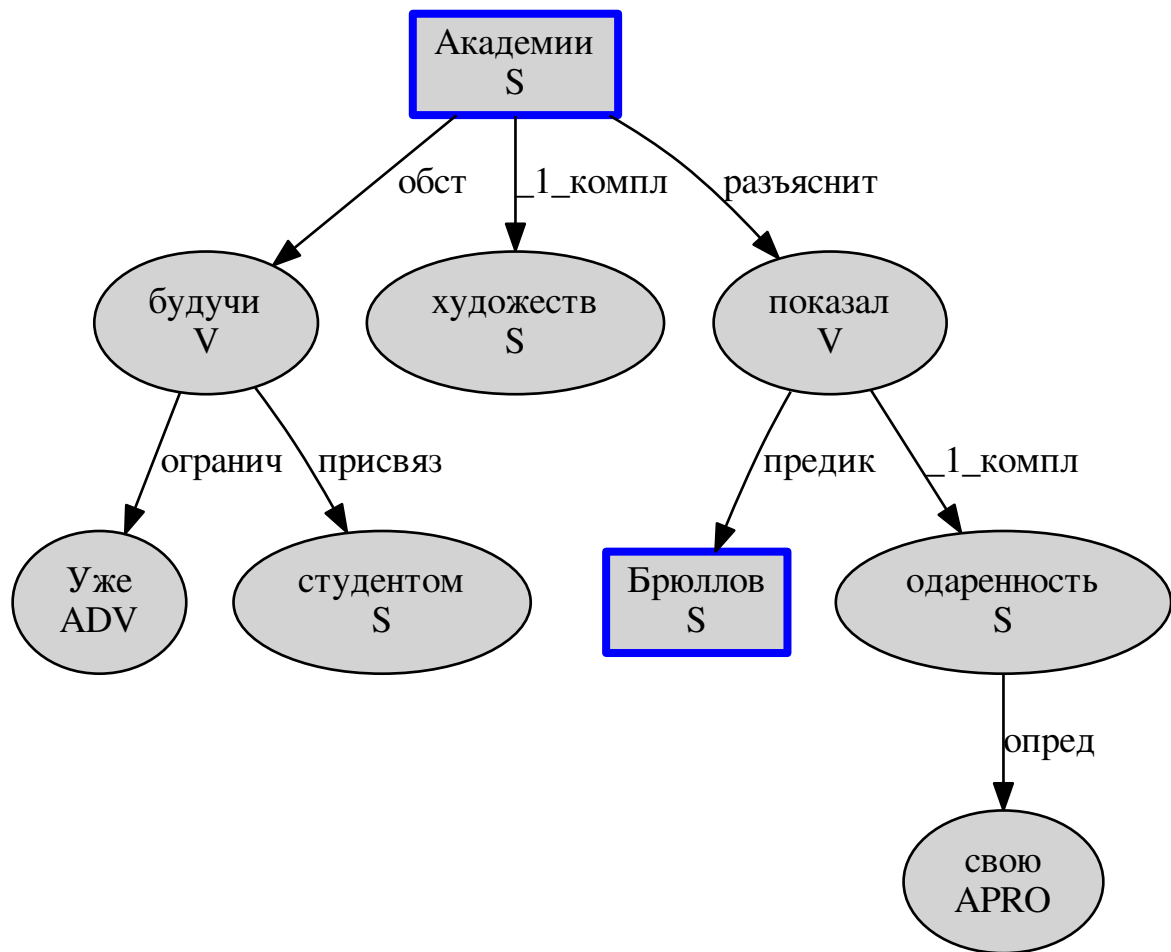 Академии
S
обст
_1_компл
разъяснит
будучи
V
художеств
S
показал
V
огранич
присвяз
предик
_1_компл
Уже
ADV
студентом
S
Брюллов
S
одаренность
S
опред
свою
APRO